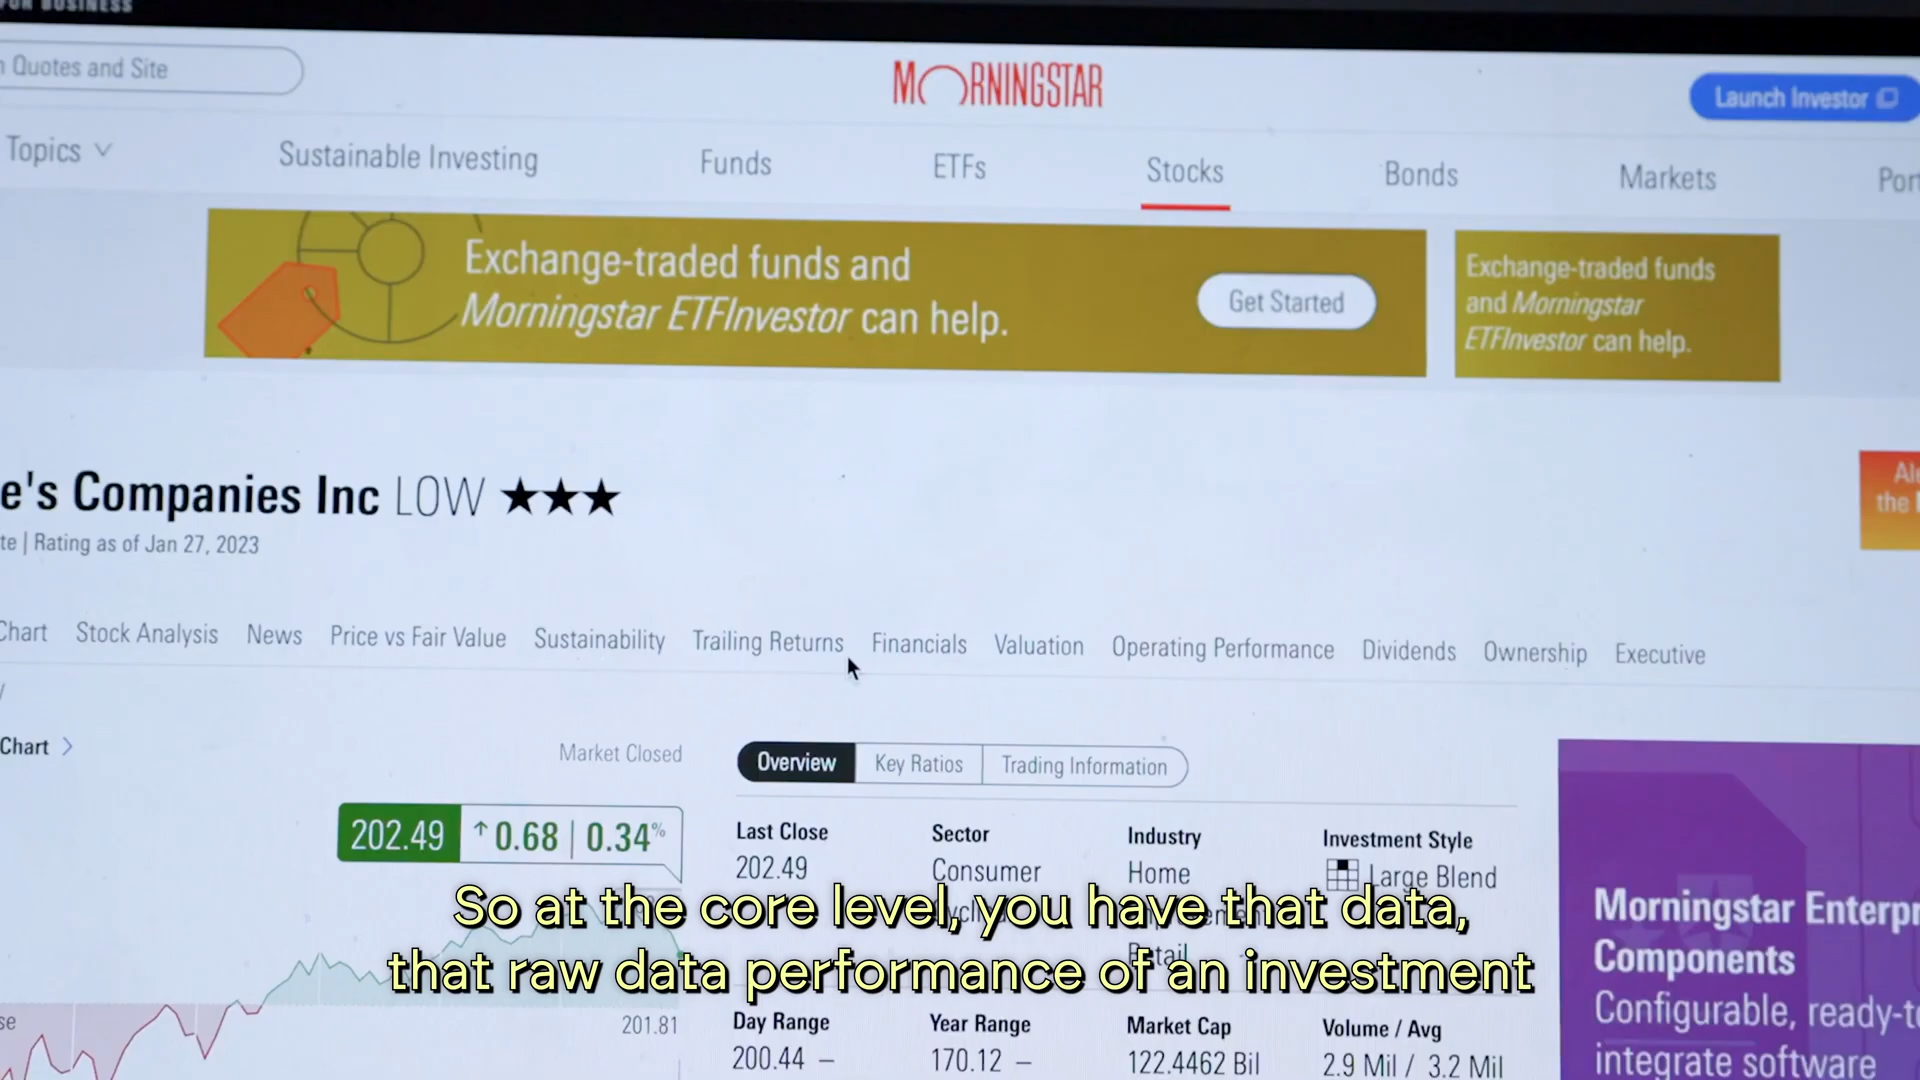 FOR BUSINESS
Quotes and Site
MORNINGSTAR
Launch Investor
Topics
Sustainable Investing
Funds
ETFs
Stocks
Bonds
Markets
Exchange-traded funds and
Morningstar ETFInvestor can help.
Get Started
Exchange-traded funds
and Morningstar
ETFInvestor can help.
e's Companies Inc LOW ★★★
te | Rating as of Jan 27, 2023
the
Chart
Stock Analysis
News
Price vs Fair Value
Sustainability
Trailing Returns
Financials
Valuation
Operating Performance
Dividends
Ownership
Executive
Chart >
Market Closed
202.49 ↑ 0.68 | 0.34%
201.81
Overview
Key Ratios
Trading Information
Last Close
202.49
Sector
Consumer
Industry
Home
Retail
Investment Style
Large Blend
So at the core level, you have that data,
that raw data performance of an investment
Day Range
200.44 –
Year Range
170.12 –
Market Cap
122.4462 Bil
Volume / Avg
2.9 Mil / 3.2 Mil
Morningstar Enterpr
Components
Configurable, ready-t
integrate software